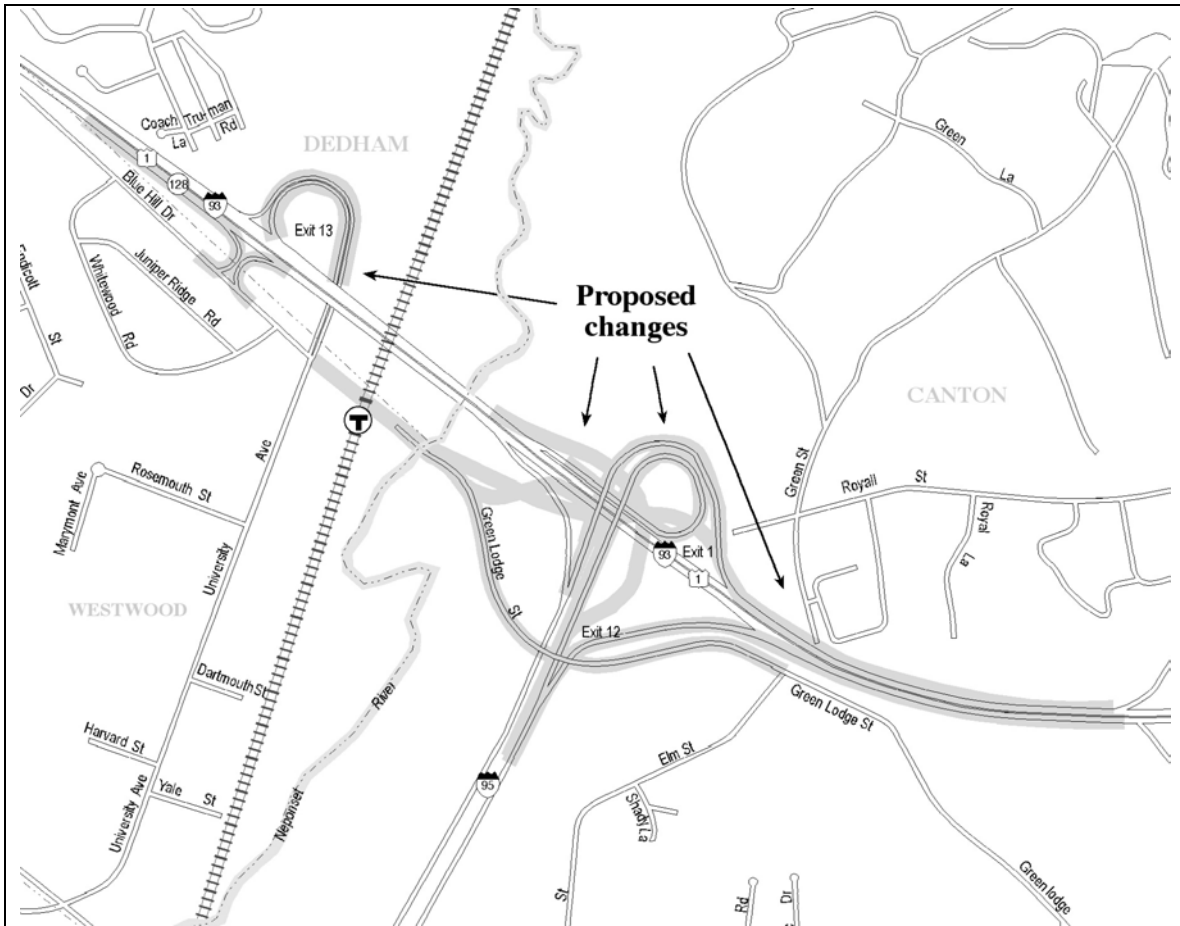 Coach
La
Tru-man
Rd
DEDHAM
1
128
93
Blue Hill Dr
Exit 13
Green
La
Endicott
St
Dr
Whitewood
Rd
Juniper Ridge
Rd
Proposed
changes
CANTON
T
Green St
Royall St
Royal
La
Marymont Ave
Rosemouth St
University
Ave
Green Lodge
St
93
Exit 1
1
WESTWOOD
Exit 12
Dartmouth St
Neponset
River
Green Lodge St
Harvard St
Yale St
University Ave
Elm St
Shady La
95
St
Rd
Dr
Green lodge